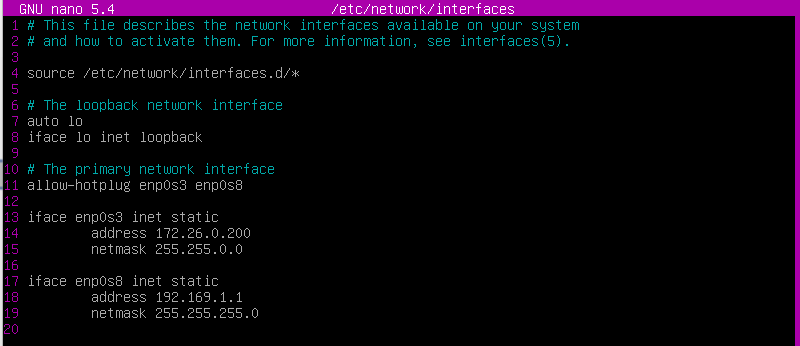 GNU nano 5.4 /etc/network/interfaces
1 # This file describes the network interfaces available on your system
2 # and how to activate them. For more information, see interfaces(5).
3
4 source /etc/network/interfaces.d/*
5
6 # The loopback network interface
7 auto lo
8 iface lo inet loopback
9
10 # The primary network interface
11 allow-hotplug enp0s3 enp0s8
12
13 iface enp0s3 inet static
14 address 172.26.0.200
15 netmask 255.255.0.0
16
17 iface enp0s8 inet static
18 address 192.169.1.1
19 netmask 255.255.255.0
20